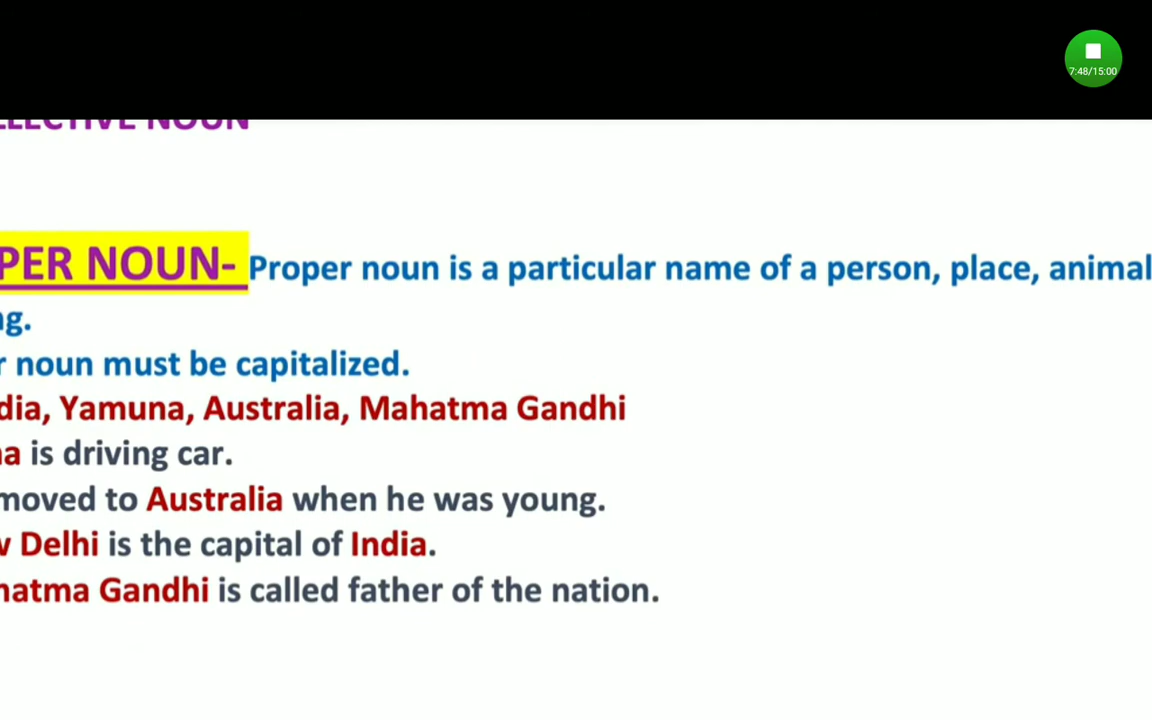 7:48/15:00
LLECTIVE NOUN
PER NOUN- Proper noun is a particular name of a person, place, animal
g.
r noun must be capitalized.
dia, Yamuna, Australia, Mahatma Gandhi
a is driving car.
moved to Australia when he was young.
Delhi is the capital of India.
hatma Gandhi is called father of the nation.